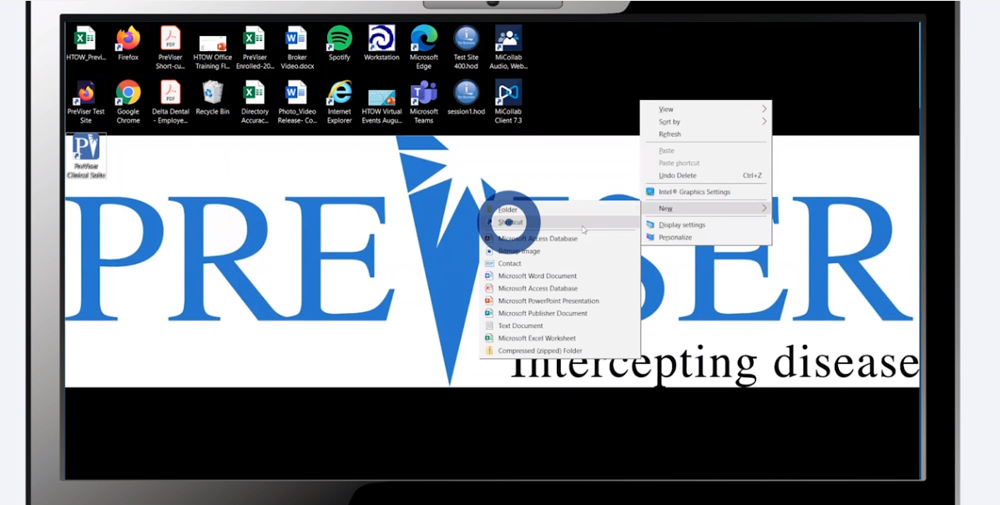 HTOW_Previ...
Firefox
PreViser
Short-cu...
HTOW Office
Training Fl...
PreViser
Enrolled-20...
Broker
Video.docx
Spotify
Workstation
Microsoft
Edge
Test Site
400.hod
MiCollab
Audio, Web...
PreViser Test
Site
Google
Chrome
Delta Dental
- Employe...
Recycle Bin
Directory
Accurac...
Photo_Video
Release- Co...
Internet
Explorer
HTOW Virtual
Events Augu...
Microsoft
Teams
session1.hod
MiCollab
Client 7.3
PreViser
Clinical Suite
View
Sort by
Refresh
Paste
Paste shortcut
Undo Delete Ctrl+Z
Intel® Graphics Settings
New
Display settings
Personalize
Folder
Shortcut
Microsoft Access Database
Bitmap image
Contact
Microsoft Word Document
Microsoft Access Database
Microsoft PowerPoint Presentation
Microsoft Publisher Document
Text Document
Microsoft Excel Worksheet
Compressed (zipped) Folder
PREVISER
Intercepting disease